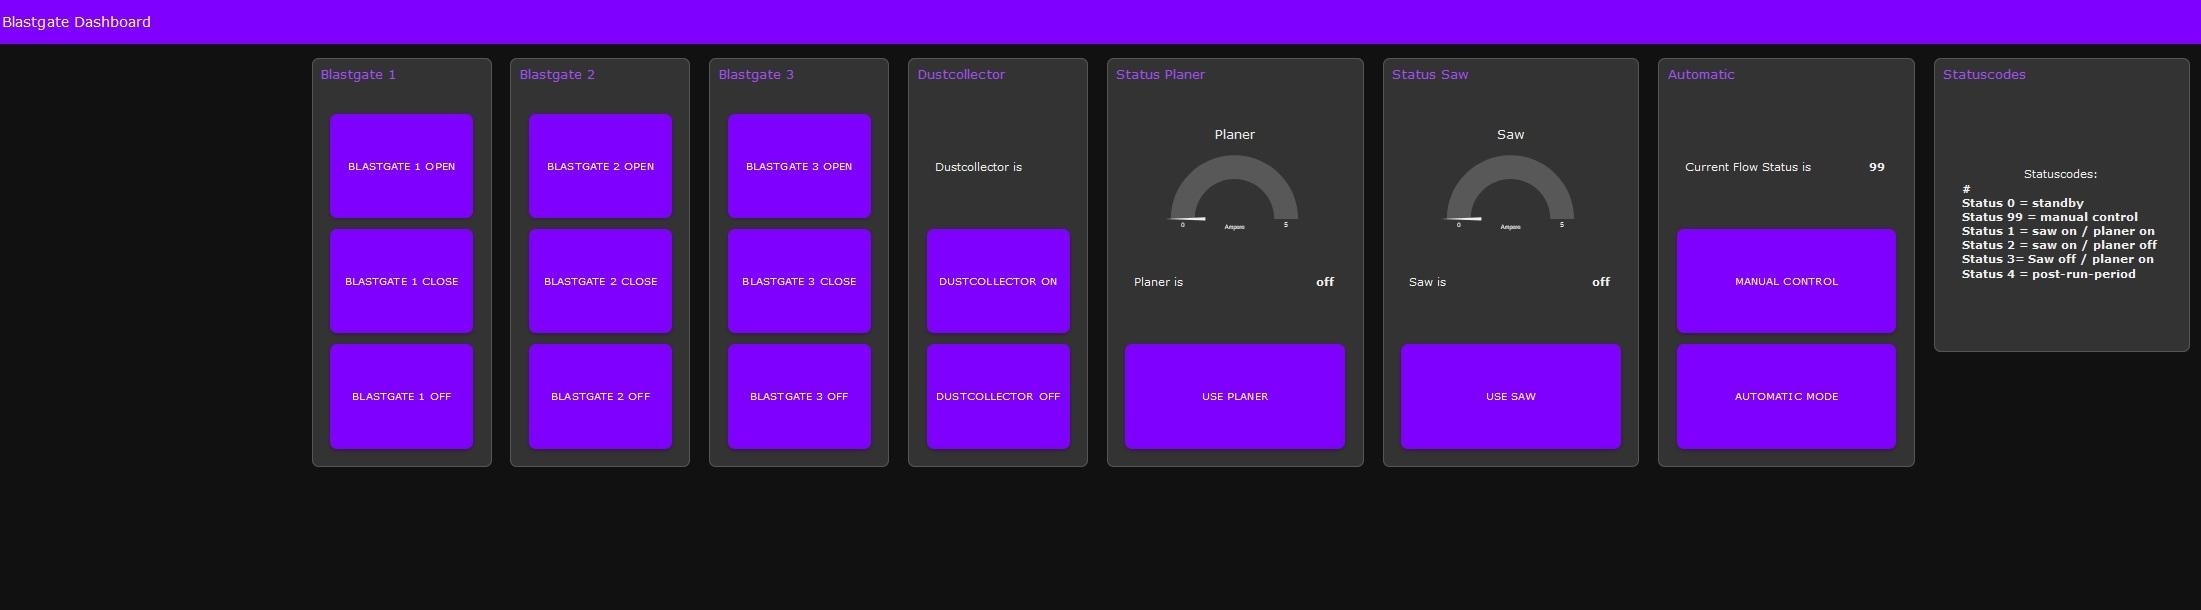 Blastgate Dashboard
Blastgate 1
BLASTGATE 1 OPEN
BLASTGATE 1 CLOSE
BLASTGATE 1 OFF
Blastgate 2
BLASTGATE 2 OPEN
BLASTGATE 2 CLOSE
BLASTGATE 2 OFF
Blastgate 3
BLASTGATE 3 OPEN
BLASTGATE 3 CLOSE
BLASTGATE 3 OFF
Dustcollector
Dustcollector is
DUSTCOLLECTOR ON
DUSTCOLLECTOR OFF
Status Planer
Planer
0 Ampere 5
Planer is off
USE PLANER
Status Saw
Saw
0 Ampere 5
Saw is off
USE SAW
Automatic
Current Flow Status is 99
MANUAL CONTROL
AUTOMATIC MODE
Statuscodes
Statuscodes:
#
Status 0 = standby
Status 99 = manual control
Status 1 = saw on / planer on
Status 2 = saw on / planer off
Status 3= Saw off / planer on
Status 4 = post-run-period